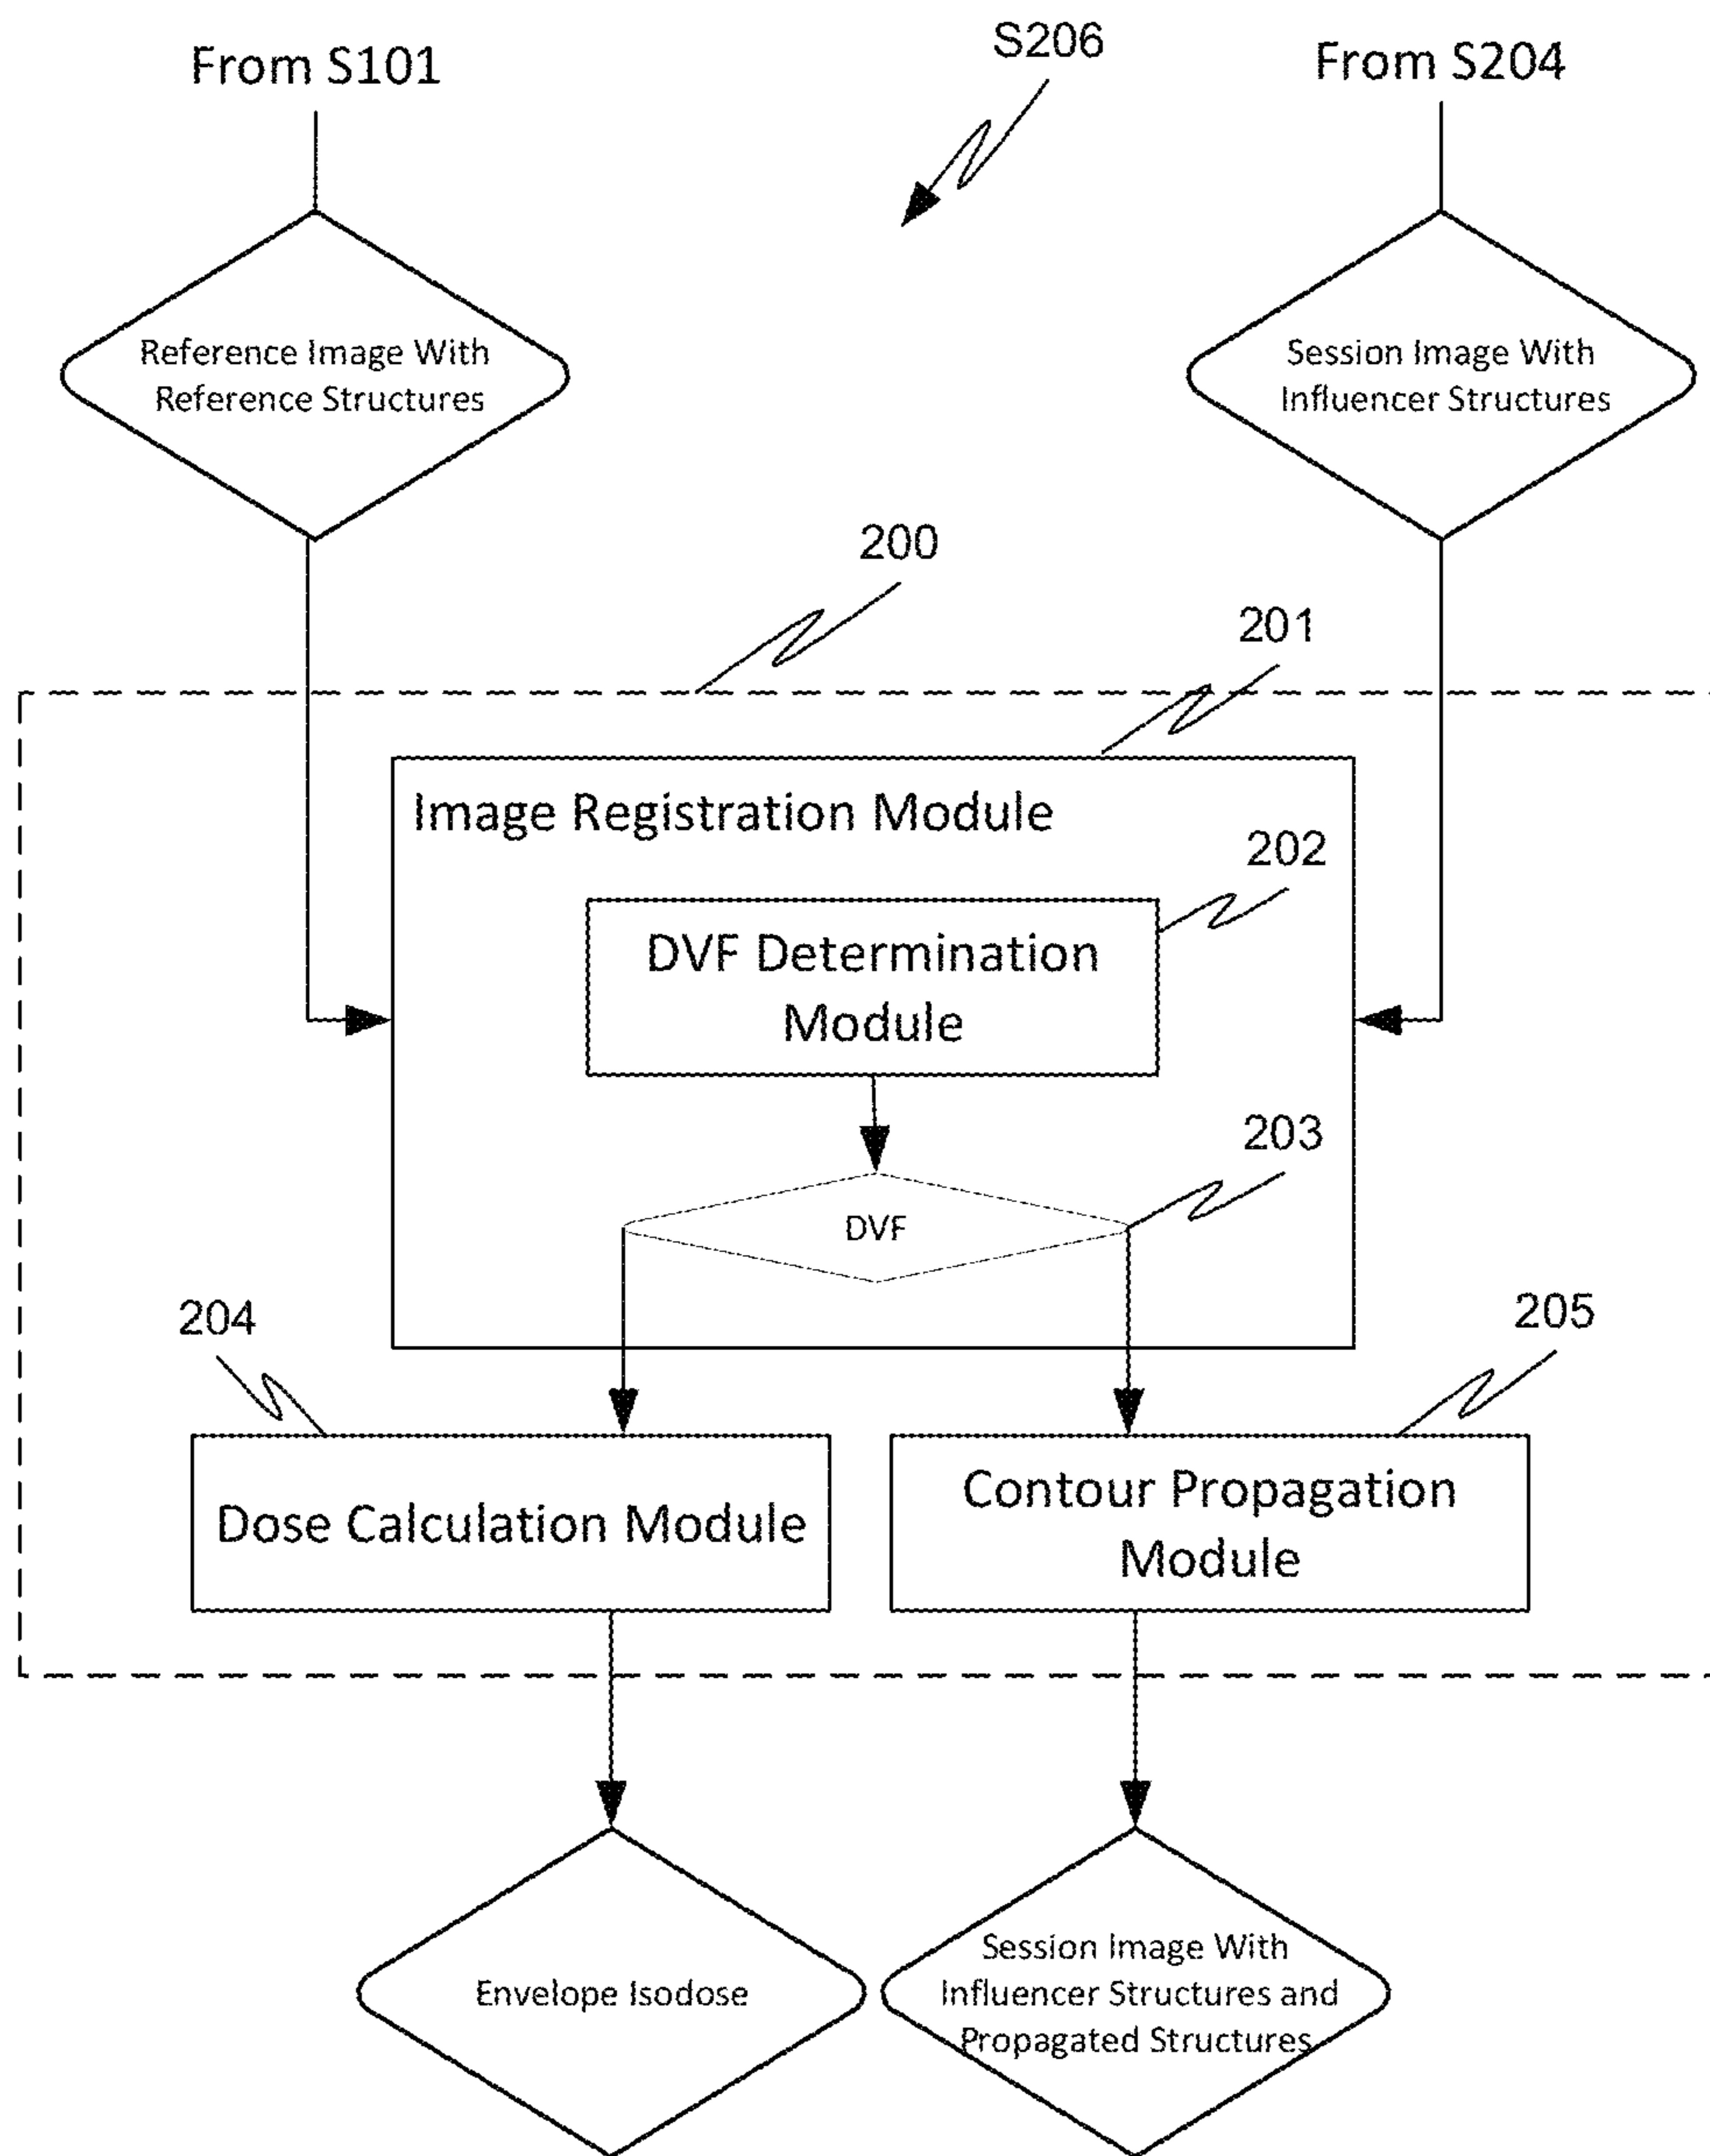 S206
From S101
From S204
Reference Image With
Reference Structures
Session Image With
Influencer Structures
200
201
Image Registration Module
202
DVF Determination
Module
203
DVF
204
205
Dose Calculation Module
Contour Propagation
Module
Envelope Isodose
Session Image With
Influencer Structures and
Propagated Structures